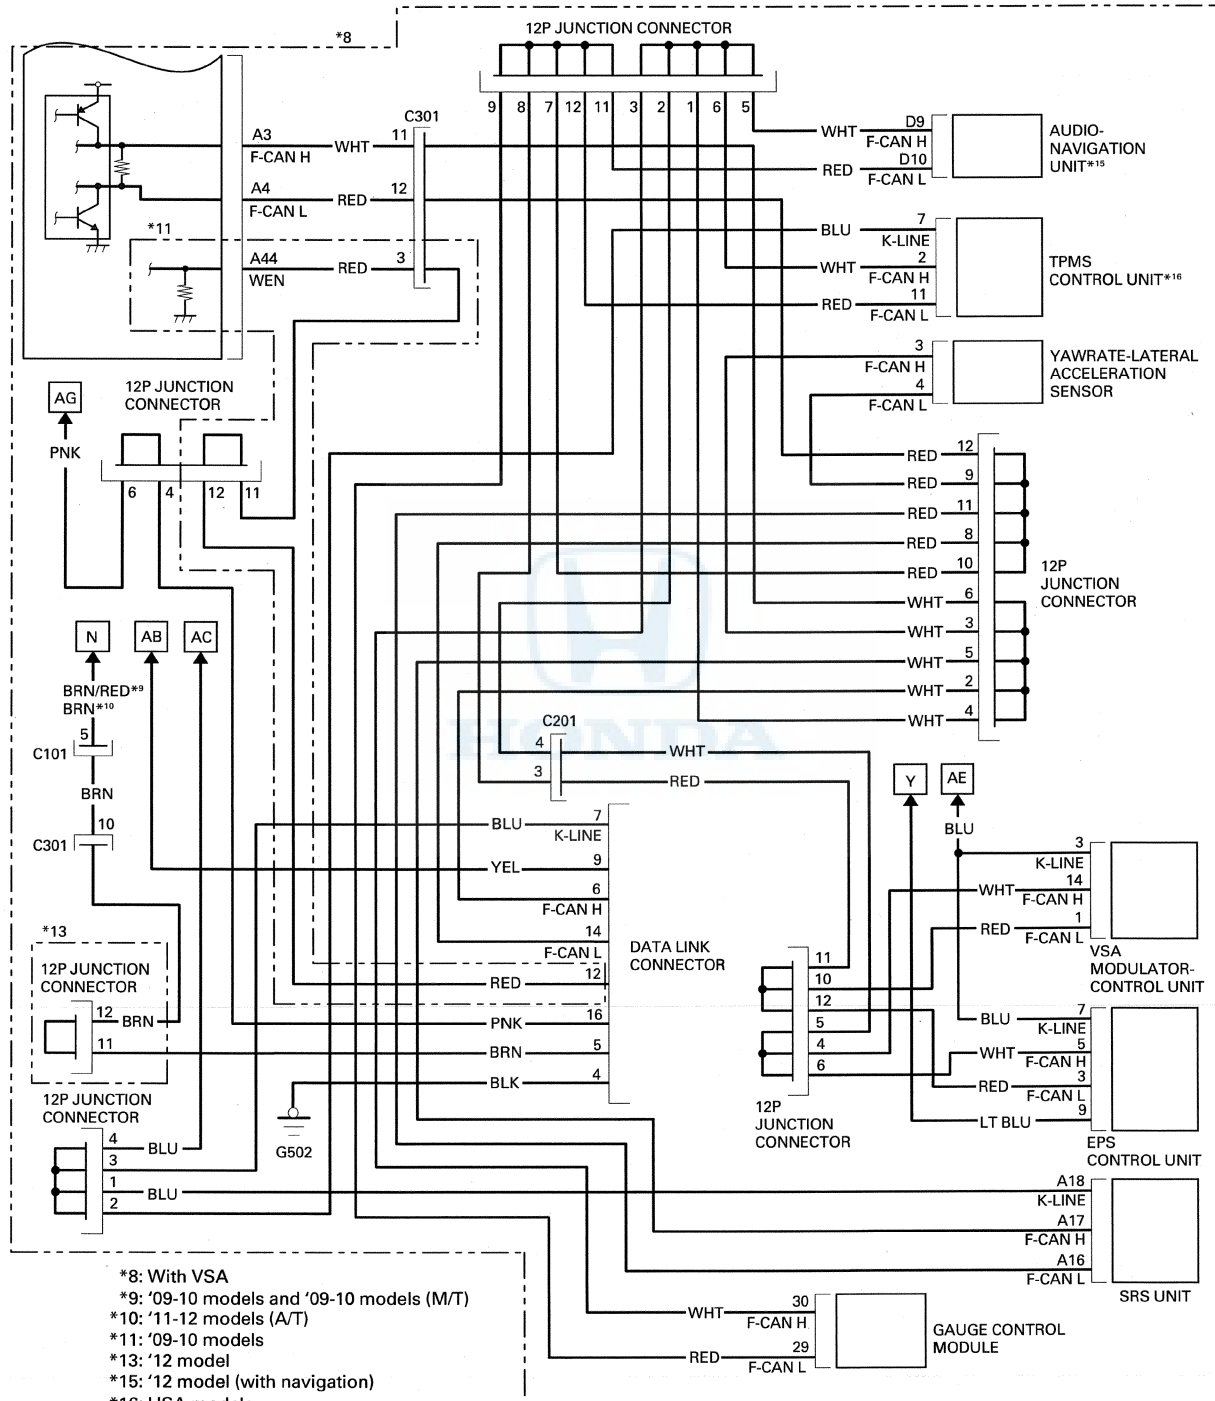 *8
12P JUNCTION CONNECTOR
9 8 7 12 11 3 2 1 6 5
C301
A3 WHT 11
F-CAN H
A4 RED 12
F-CAN L
*11
A44 RED 3
WEN
WHT D9
F-CAN H
RED D10
F-CAN L
AUDIO-
NAVIGATION
UNIT*15
BLU 7
K-LINE
WHT 2
F-CAN H
RED 11
F-CAN L
TPMS
CONTROL UNIT*16
3
F-CAN H
4
F-CAN L
YAWRATE-LATERAL
ACCELERATION
SENSOR
AG
PNK
12P JUNCTION
CONNECTOR
6 4 12 11
RED 12
RED 9
RED 11
RED 8
RED 10
WHT 6
WHT 3
WHT 5
WHT 2
WHT 4
12P
JUNCTION
CONNECTOR
HONDA
N AB AC
BRN/RED*9
BRN*10
5
C101
BRN
10
C301
C201
4 WHT
3 RED
Y AE
BLU
BLU 7
K-LINE
YEL 9
6
F-CAN H
14
F-CAN L
RED 12
PNK 16
BRN 5
BLK 4
DATA LINK
CONNECTOR
G502
3
K-LINE
WHT 14
F-CAN H
RED 1
F-CAN L
VSA
MODULATOR-
CONTROL UNIT
11
10
12
5
4
6
12P
JUNCTION
CONNECTOR
BLU 7
K-LINE
WHT 5
F-CAN H
RED 3
F-CAN L
LT BLU 9
EPS
CONTROL UNIT
*13
12P JUNCTION
CONNECTOR
12 BRN
11
12P JUNCTION
CONNECTOR
4 BLU
3
1 BLU
2
A18
K-LINE
A17
F-CAN H
A16
F-CAN L
SRS UNIT
WHT 30
F-CAN H
RED 29
F-CAN L
GAUGE CONTROL
MODULE
*8: With VSA
*9: '09-10 models and '09-10 models (M/T)
*10: '11-12 models (A/T)
*11: '09-10 models
*13: '12 model
*15: '12 model (with navigation)